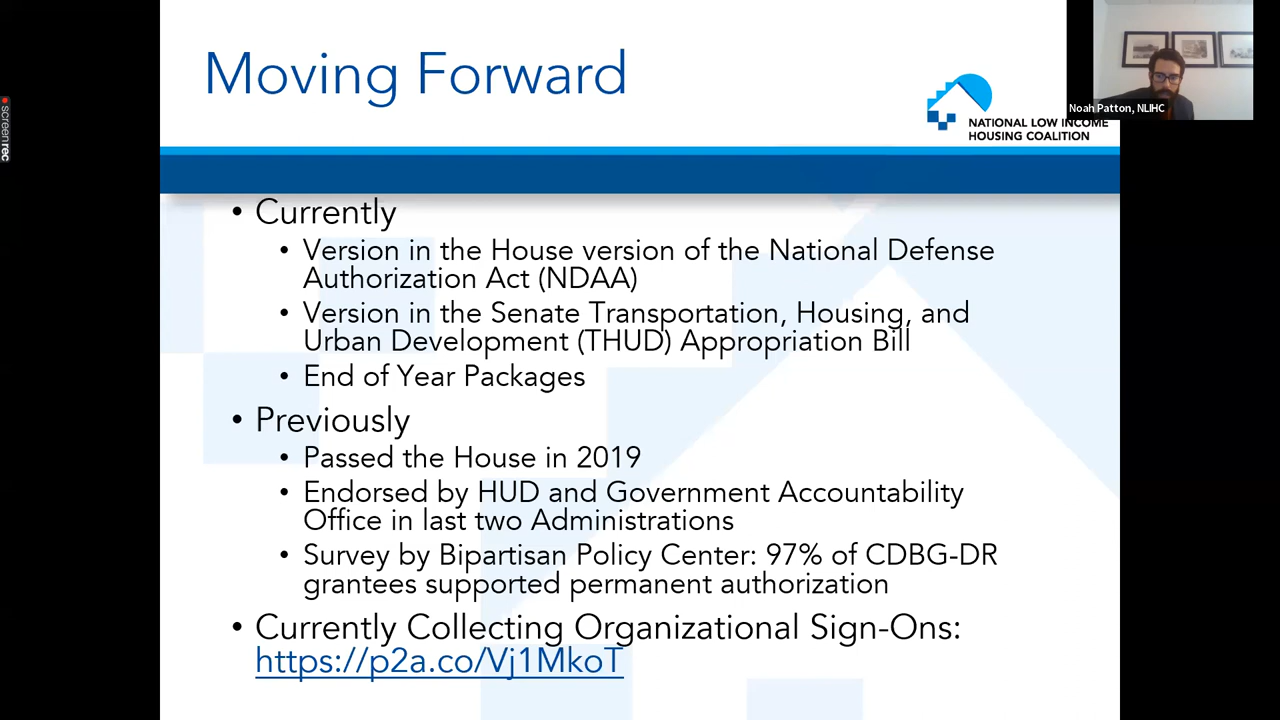 Moving Forward
NATIONAL LOW INCOME
HOUSING COALITION
Noah Patton, NLIHC
screenrec
• Currently
• Version in the House version of the National Defense
Authorization Act (NDAA)
• Version in the Senate Transportation, Housing, and
Urban Development (THUD) Appropriation Bill
• End of Year Packages
• Previously
• Passed the House in 2019
• Endorsed by HUD and Government Accountability
Office in last two Administrations
• Survey by Bipartisan Policy Center: 97% of CDBG-DR
grantees supported permanent authorization
• Currently Collecting Organizational Sign-Ons:
https://p2a.co/Vj1MkoT